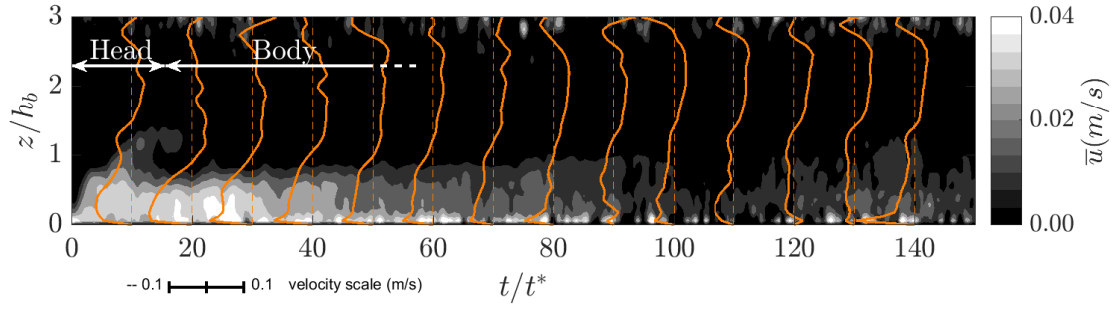 3
2
1
0
z/h_b
Head
Body
0 20 40 60 80 100 120 140
t/t*
-- 0.1 0.1 velocity scale (m/s)
0.04
0.02
0.00
u̅(m/s)